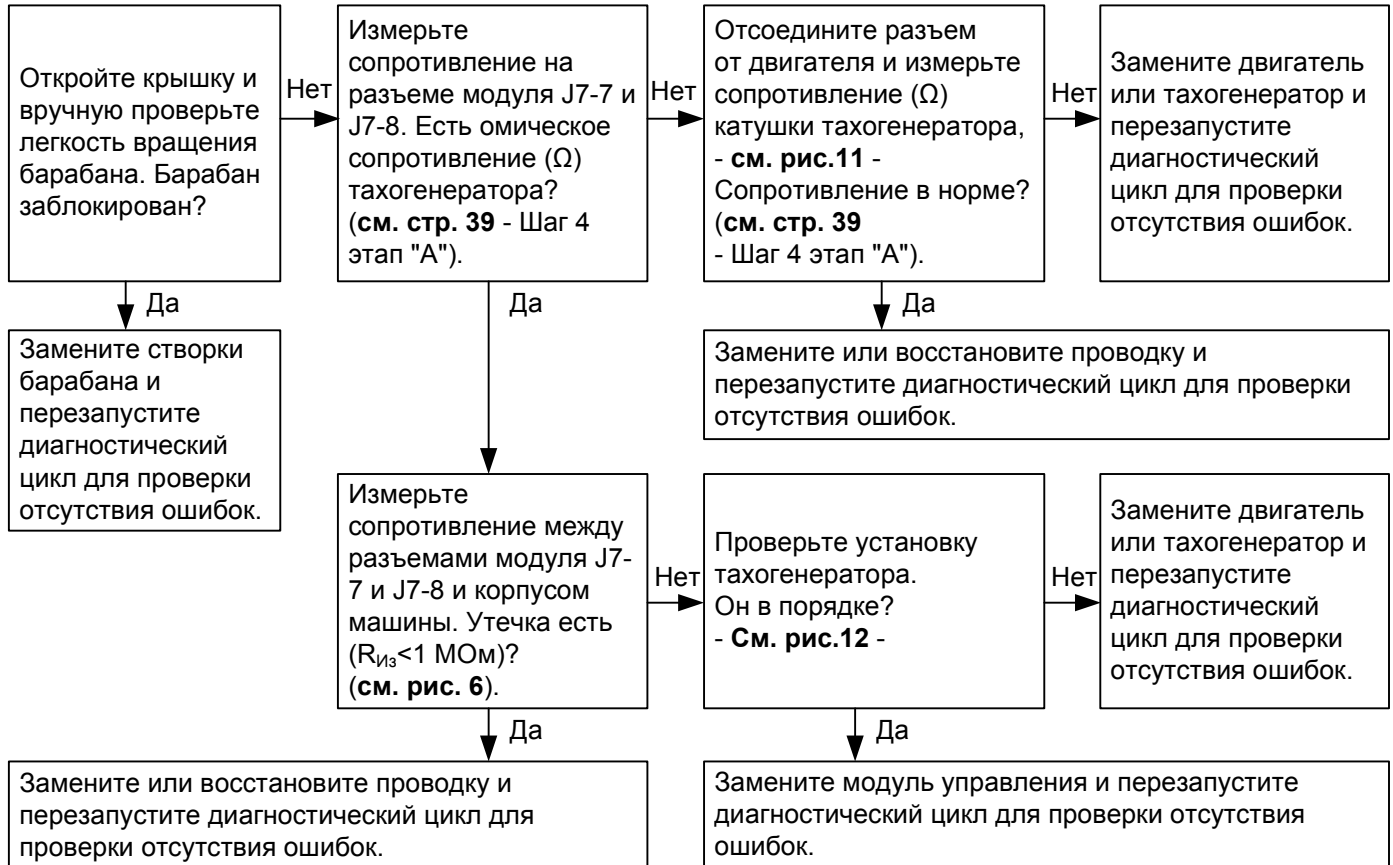 Откройте крышку и
вручную проверьте
легкость вращения
барабана. Барабан
заблокирован?
Нет
Измерьте
сопротивление на
разъеме модуля J7-7 и
J7-8. Есть омическое
сопротивление (Ω)
тахогенератора?
(см. стр. 39 - Шаг 4
этап "А").
Нет
Отсоедините разъем
от двигателя и измерьте
сопротивление (Ω)
катушки тахогенератора,
- см. рис.11 -
Сопротивление в норме?
(см. стр. 39
- Шаг 4 этап "А").
Нет
Замените двигатель
или тахогенератор и
перезапустите
диагностический
цикл для проверки
отсутствия ошибок.
Да
Да
Да
Замените створки
барабана и
перезапустите
диагностический
цикл для проверки
отсутствия ошибок.
Замените или восстановите проводку и
перезапустите диагностический цикл для проверки
отсутствия ошибок.
Измерьте
сопротивление между
разъемами модуля J7-
7 и J7-8 и корпусом
машины. Утечка есть
(RИз<1 МОм)?
(см. рис. 6).
Нет
Проверьте установку
тахогенератора.
Он в порядке?
- См. рис.12 -
Нет
Замените двигатель
или тахогенератор и
перезапустите
диагностический
цикл для проверки
отсутствия ошибок.
Да
Да
Замените или восстановите проводку и
перезапустите диагностический цикл для
проверки отсутствия ошибок.
Замените модуль управления и перезапустите
диагностический цикл для проверки отсутствия
ошибок.